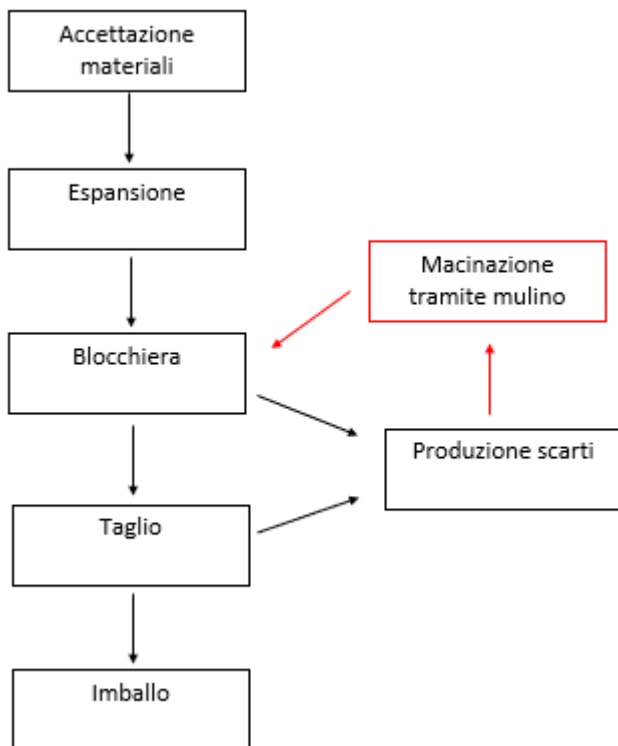 Accettazione
materiali
Espansione
Macinazione
tramite mulino
Blocchiera
Produzione scarti
Taglio
Imballo